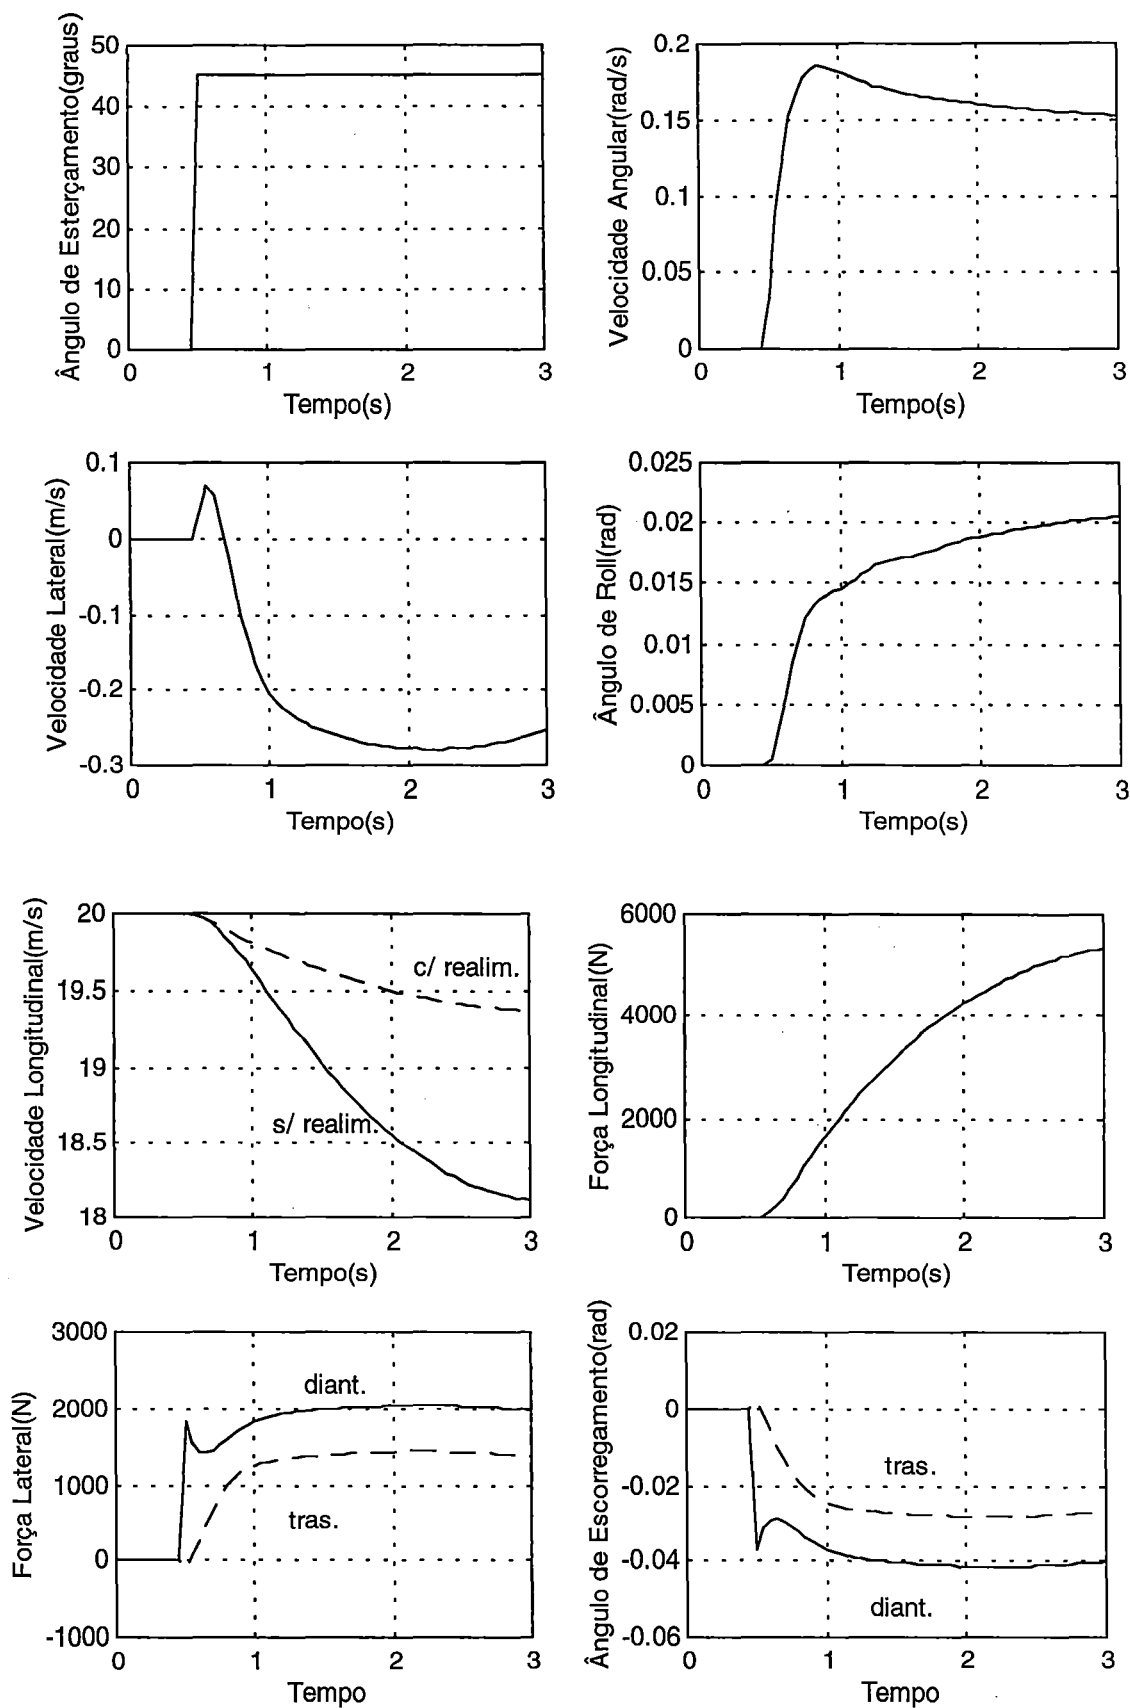 Ângulo de Esterçamento(graus)
50
40
30
20
10
0
0 1 2 3
Tempo(s)
Velocidade Angular(rad/s)
0.2
0.15
0.1
0.05
0
0 1 2 3
Tempo(s)
Velocidade Lateral(m/s)
0.1
0
-0.1
-0.2
-0.3
0 1 2 3
Tempo(s)
Ângulo de Roll(rad)
0.025
0.02
0.015
0.01
0.005
0
0 1 2 3
Tempo(s)
Velocidade Longitudinal(m/s)
20
19.5
19
18.5
18
c/ realim.
s/ realim.
0 1 2 3
Tempo(s)
Força Longitudinal(N)
6000
4000
2000
0
0 1 2 3
Tempo(s)
Força Lateral(N)
3000
2000
1000
0
-1000
diant.
tras.
0 1 2 3
Tempo
Ângulo de Escorregamento(rad)
0.02
0
-0.02
-0.04
-0.06
tras.
diant.
0 1 2 3
Tempo